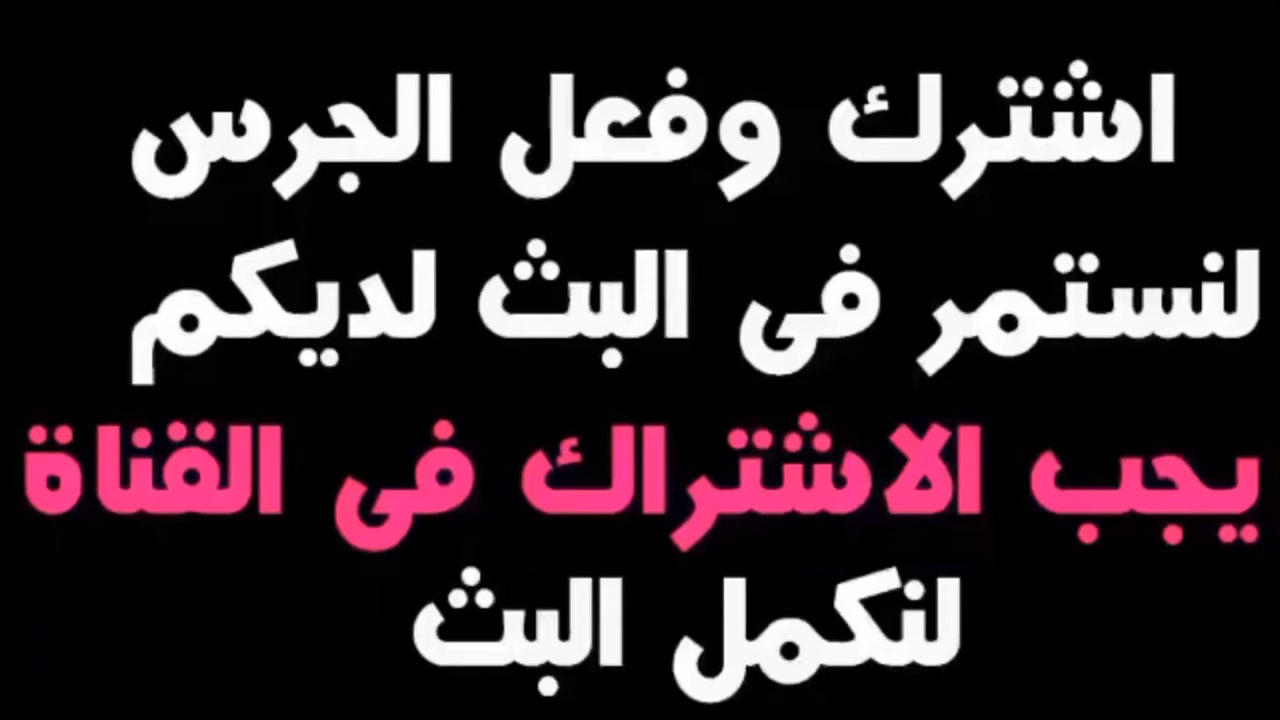 اشترك وفعل الجرس
لنستمر فى البث لديكم
يجب الاشتراك فى القناة
لنكمل البث